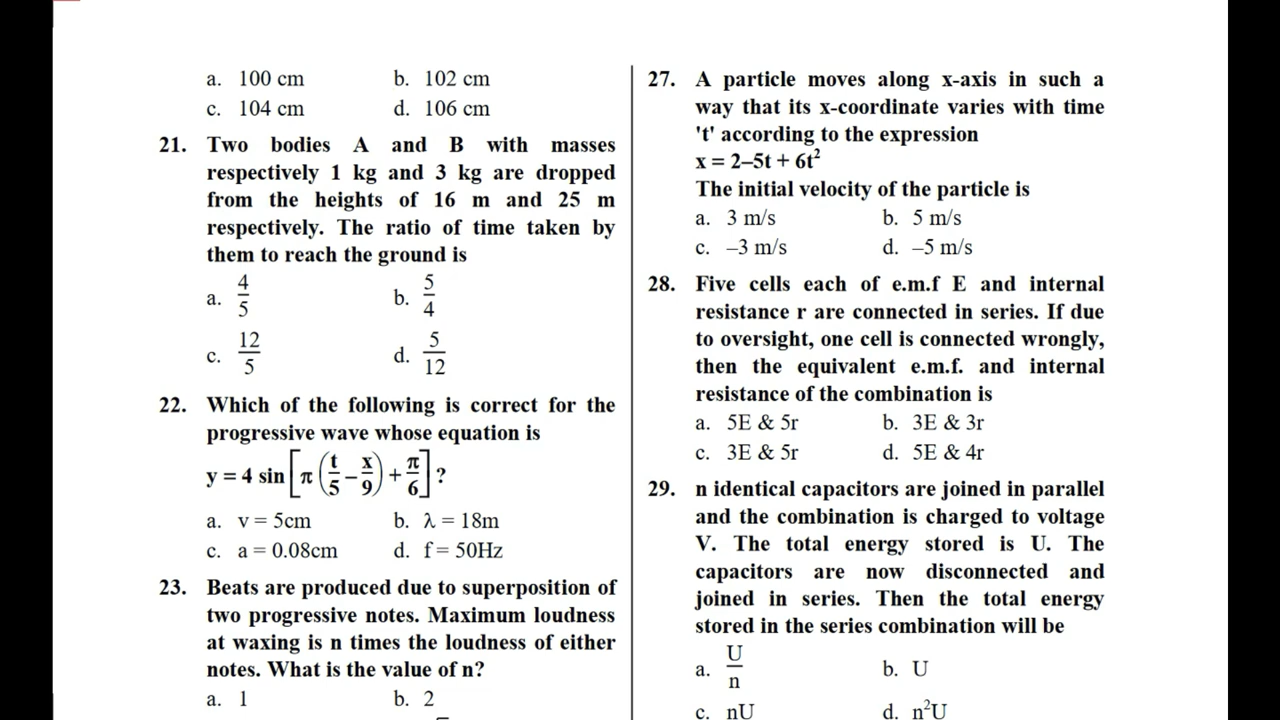 a. 100 cm b. 102 cm
c. 104 cm d. 106 cm
21. Two bodies A and B with masses
respectively 1 kg and 3 kg are dropped
from the heights of 16 m and 25 m
respectively. The ratio of time taken by
them to reach the ground is
a. 4/5 b. 5/4
c. 12/5 d. 5/12
22. Which of the following is correct for the
progressive wave whose equation is
y = 4 sin[π(t/5 – x/9) + π/6] ?
a. v = 5cm b. λ = 18m
c. a = 0.08cm d. f = 50Hz
23. Beats are produced due to superposition of
two progressive notes. Maximum loudness
at waxing is n times the loudness of either
notes. What is the value of n?
a. 1 b. 2
27. A particle moves along x-axis in such a
way that its x-coordinate varies with time
't' according to the expression
x = 2–5t + 6t²
The initial velocity of the particle is
a. 3 m/s b. 5 m/s
c. –3 m/s d. –5 m/s
28. Five cells each of e.m.f E and internal
resistance r are connected in series. If due
to oversight, one cell is connected wrongly,
then the equivalent e.m.f. and internal
resistance of the combination is
a. 5E & 5r b. 3E & 3r
c. 3E & 5r d. 5E & 4r
29. n identical capacitors are joined in parallel
and the combination is charged to voltage
V. The total energy stored is U. The
capacitors are now disconnected and
joined in series. Then the total energy
stored in the series combination will be
a. U/n b. U
c. nU d. n²U